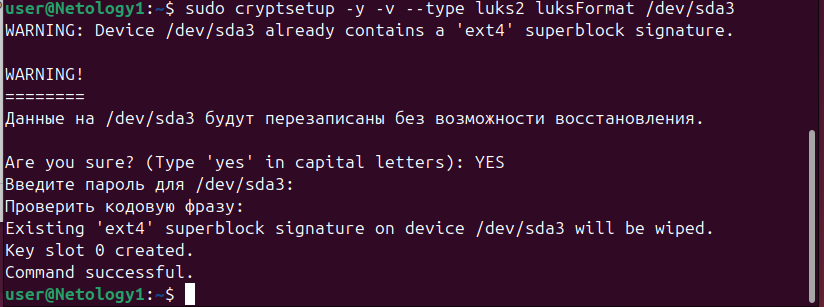 user@Netology1:~$ sudo cryptsetup -y -v --type luks2 luksFormat /dev/sda3
WARNING: Device /dev/sda3 already contains a 'ext4' superblock signature.
WARNING!
========
Данные на /dev/sda3 будут перезаписаны без возможности восстановления.
Are you sure? (Type 'yes' in capital letters): YES
Введите пароль для /dev/sda3:
Проверить кодовую фразу:
Existing 'ext4' superblock signature on device /dev/sda3 will be wiped.
Key slot 0 created.
Command successful.
user@Netology1:~$